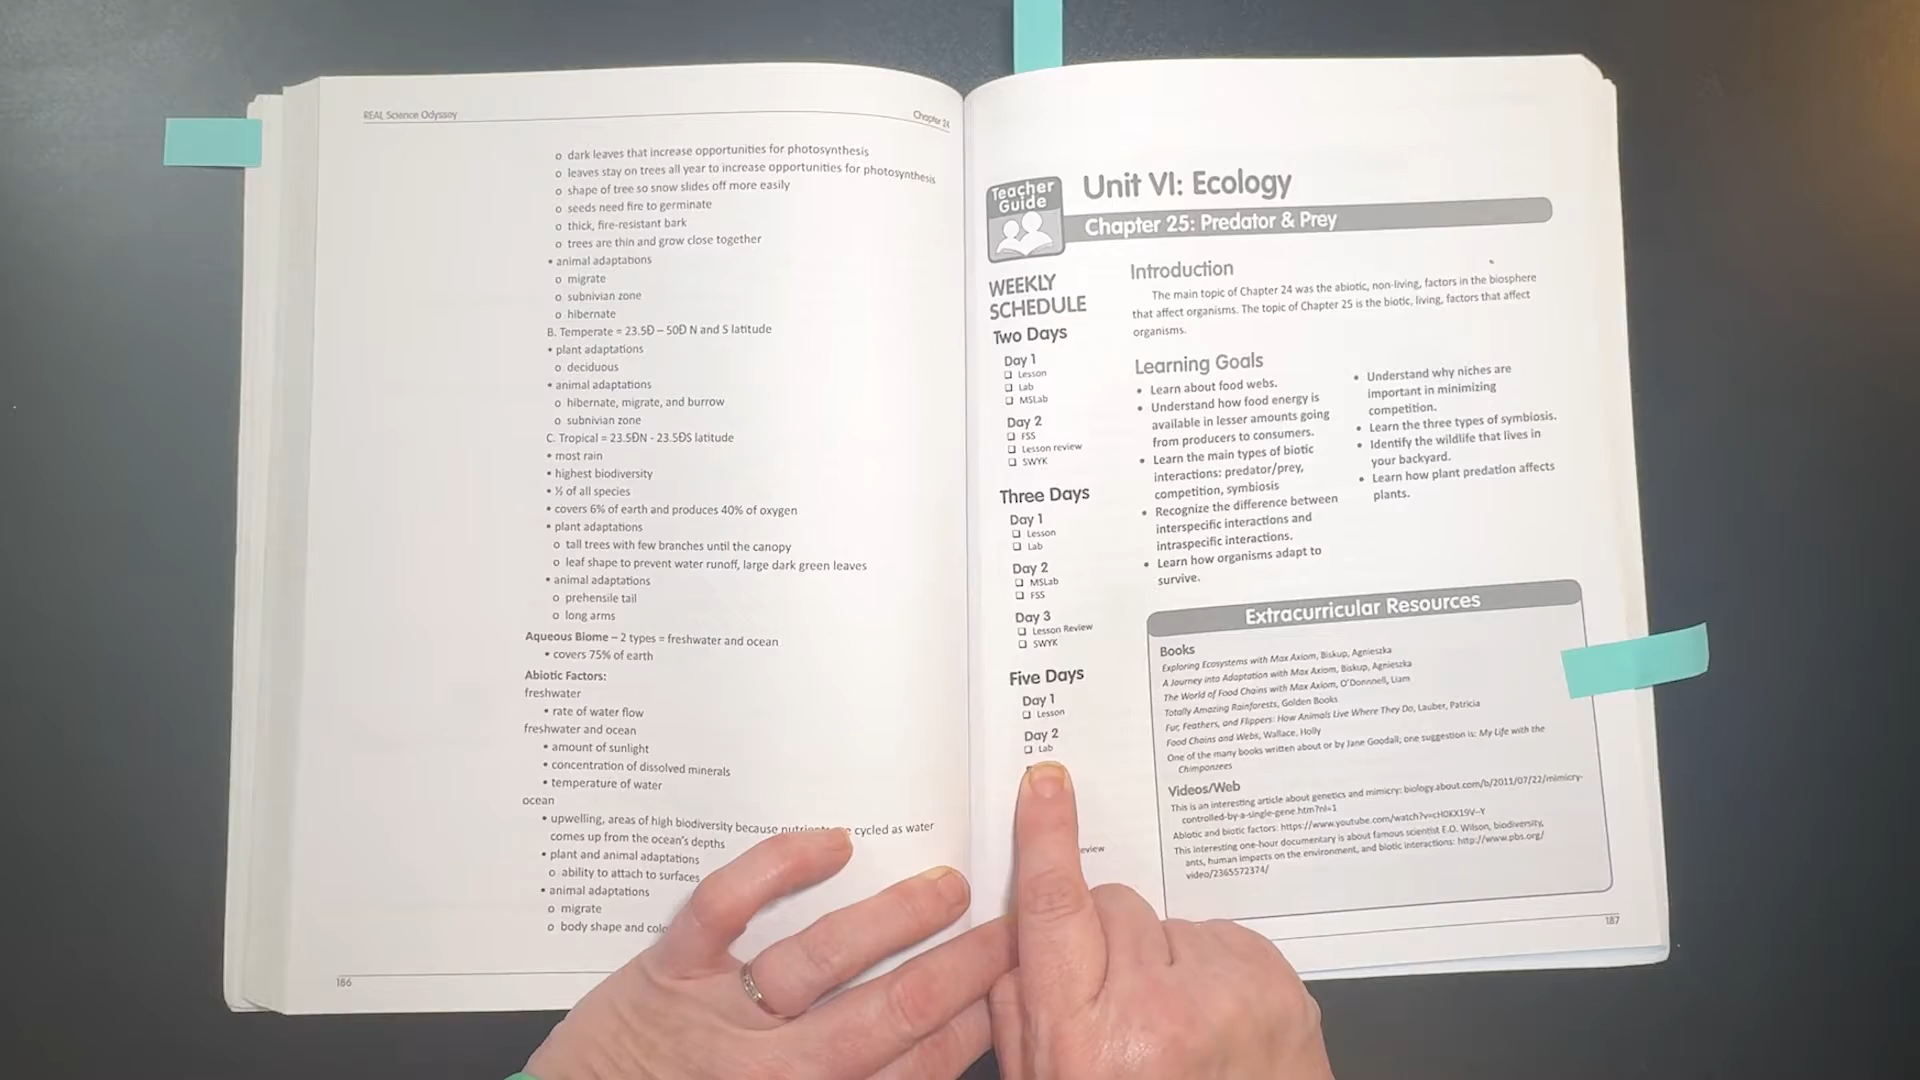 REAL Science Odyssey
Chapter 24
o dark leaves that increase opportunities for photosynthesis
o leaves stay on trees all year to increase opportunities for photosynthesis
o shape of tree so snow slides off more easily
o seeds need fire to germinate
o thick, fire-resistant bark
o trees are thin and grow close together
• animal adaptations
o migrate
o subnivian zone
o hibernate
B. Temperate = 23.5Ð – 50Ð N and S latitude
• plant adaptations
o deciduous
• animal adaptations
o hibernate, migrate, and burrow
o subnivian zone
C. Tropical = 23.5ÐN - 23.5ÐS latitude
• most rain
• highest biodiversity
• ½ of all species
• covers 6% of earth and produces 40% of oxygen
• plant adaptations
o tall trees with few branches until the canopy
o leaf shape to prevent water runoff, large dark green leaves
• animal adaptations
o prehensile tail
o long arms
Aqueous Biome – 2 types = freshwater and ocean
• covers 75% of earth
Abiotic Factors:
freshwater
• rate of water flow
freshwater and ocean
• amount of sunlight
• concentration of dissolved minerals
• temperature of water
ocean
• upwelling, areas of high biodiversity because cycled as water
comes up from the ocean's depths
• plant and animal adaptations
o ability to attach to surfaces
• animal adaptations
o migrate
o body shape and
186
Teacher
Guide
Unit VI: Ecology
Chapter 25: Predator & Prey
WEEKLY
SCHEDULE
Two Days
Day 1
❑ Lesson
❑ Lab
❑ MSLab
Day 2
❑ FSS
❑ Lesson review
❑ SWYK
Three Days
Day 1
❑ Lesson
❑ Lab
Day 2
❑ MSLab
❑ FSS
Day 3
❑ Lesson Review
❑ SWYK
Five Days
Day 1
❑ Lesson
Day 2
❑ Lab
Introduction
The main topic of Chapter 24 was the abiotic, non-living, factors in the biosphere
that affect organisms. The topic of Chapter 25 is the biotic, living, factors that affect
organisms.
Learning Goals
• Learn about food webs.
• Understand how food energy is
available in lesser amounts going
from producers to consumers.
• Learn the main types of biotic
interactions: predator/prey,
competition, symbiosis
• Recognize the difference between
interspecific interactions and
intraspecific interactions.
• Learn how organisms adapt to
survive.
• Understand why niches are
important in minimizing
competition.
• Learn the three types of symbiosis.
• Identify the wildlife that lives in
your backyard.
• Learn how plant predation affects
plants.
Extracurricular Resources
Books
Exploring Ecosystems with Max Axiom, Biskup, Agnieszka
A Journey into Adaptation with Max Axiom, Biskup, Agnieszka
The World of Food Chains with Max Axiom, O'Donnnell, Liam
Totally Amazing Rainforests, Golden Books
Fur, Feathers, and Flippers: How Animals Live Where They Do, Lauber, Patricia
Food Chains and Webs, Wallace, Holly
One of the many books written about or by Jane Goodall; one suggestion is: My Life with the
Chimponzees
Videos/Web
This is an interesting article about genetics and mimicry: biology.about.com/b/2011/07/22/mimicry-
controlled-by-a-single-gene.htm?nl=1
Abiotic and biotic factors: https://www.youtube.com/watch?v=cH0KX19V–Y
This interesting one-hour documentary is about famous scientist E.O. Wilson, biodiversity,
ants, human impacts on the environment, and biotic interactions: http://www.pbs.org/
video/2365572374/
187